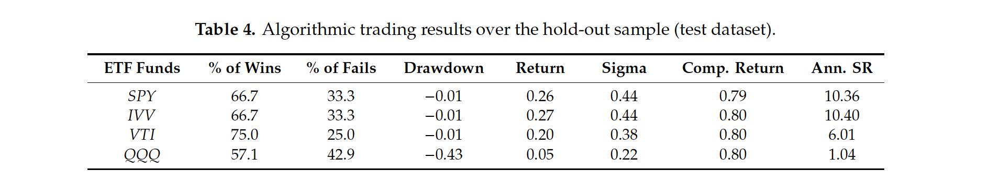 Table 4. Algorithmic trading results over the hold-out sample (test dataset).
ETF Funds % of Wins % of Fails Drawdown Return Sigma Comp. Return Ann. SR
SPY 66.7 33.3 −0.01 0.26 0.44 0.79 10.36
IVV 66.7 33.3 −0.01 0.27 0.44 0.80 10.40
VTI 75.0 25.0 −0.01 0.20 0.38 0.80 6.01
QQQ 57.1 42.9 −0.43 0.05 0.22 0.80 1.04